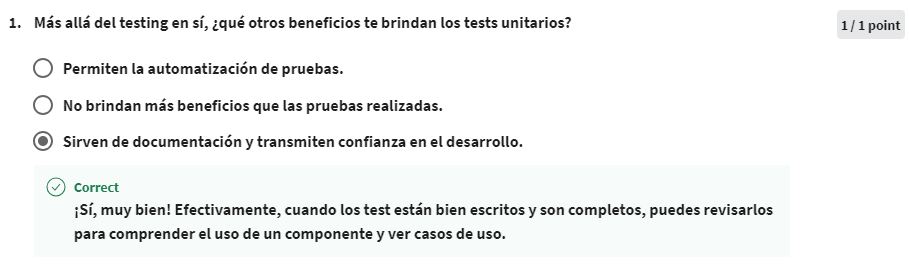 1. Más allá del testing en sí, ¿qué otros beneficios te brindan los tests unitarios?
1 / 1 point
Permiten la automatización de pruebas.
No brindan más beneficios que las pruebas realizadas.
Sirven de documentación y transmiten confianza en el desarrollo.
Correct
¡Sí, muy bien! Efectivamente, cuando los test están bien escritos y son completos, puedes revisarlos
para comprender el uso de un componente y ver casos de uso.